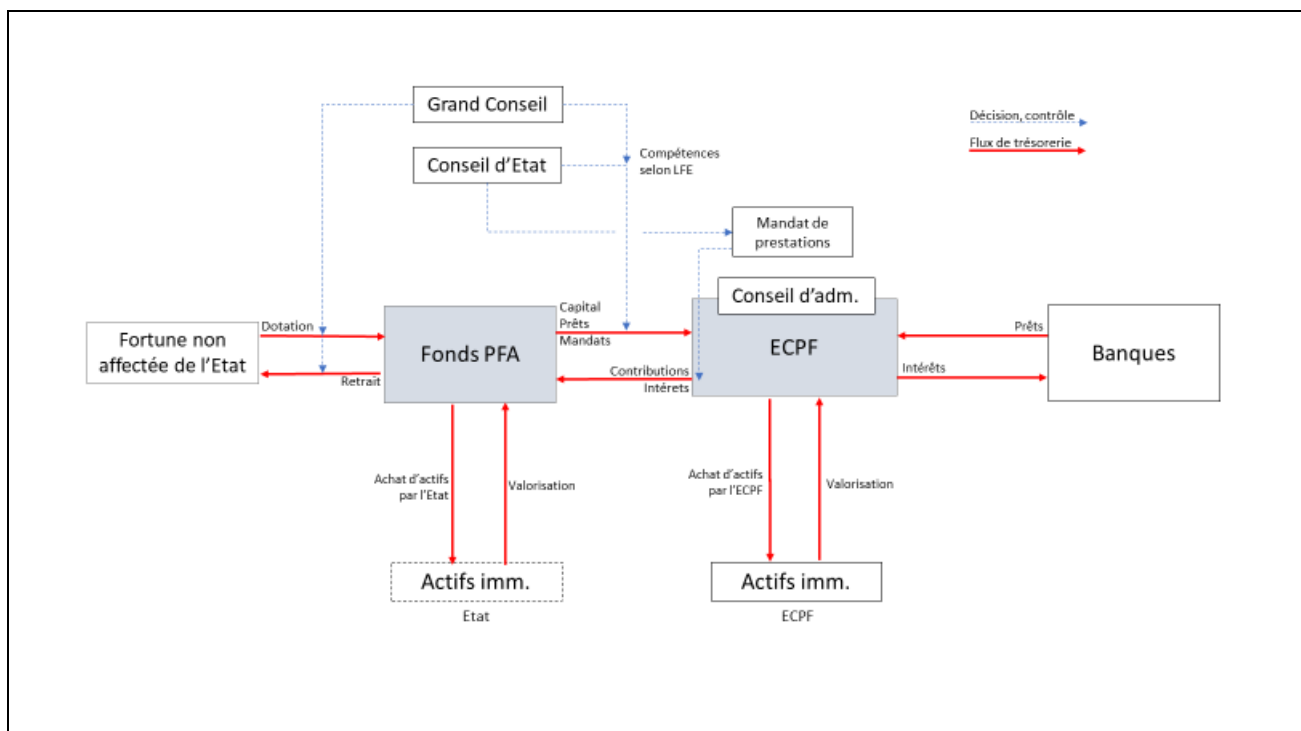 Grand Conseil
Décision, contrôle
Flux de trésorerie
Conseil d'Etat
Compétences
selon LFE
Mandat de
prestations
Conseil d'adm.
Fortune non
affectée de l'Etat
Dotation
Retrait
Fonds PFA
Capital
Prêts
Mandats
Contributions
Intérets
ECPF
Prêts
Intérêts
Banques
Achat d'actifs
par l'Etat
Valorisation
Achat d'actifs
par l'ECPF
Valorisation
Actifs imm.
Etat
Actifs imm.
ECPF